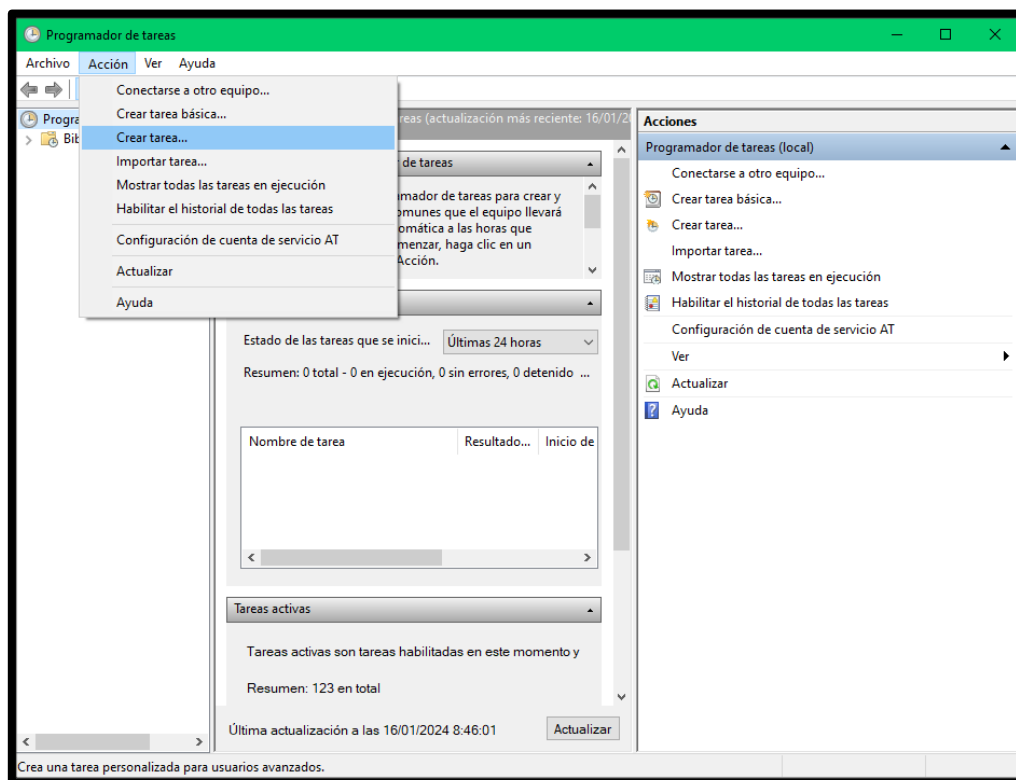 Programador de tareas
Archivo Acción Ver Ayuda
Conectarse a otro equipo...
Crear tarea básica...
Crear tarea...
Importar tarea...
Mostrar todas las tareas en ejecución
Habilitar el historial de todas las tareas
Configuración de cuenta de servicio AT
Actualizar
Ayuda
Progra
Bib
reas (actualización más reciente: 16/01/20
de tareas
amador de tareas para crear y
omunes que el equipo llevará
omática a las horas que
menzar, haga clic en un
Acción.
Estado de las tareas que se inici... Últimas 24 horas
Resumen: 0 total - 0 en ejecución, 0 sin errores, 0 detenido ...
Nombre de tarea Resultado... Inicio de
Tareas activas
Tareas activas son tareas habilitadas en este momento y
Resumen: 123 en total
Última actualización a las 16/01/2024 8:46:01 Actualizar
Acciones
Programador de tareas (local)
Conectarse a otro equipo...
Crear tarea básica...
Crear tarea...
Importar tarea...
Mostrar todas las tareas en ejecución
Habilitar el historial de todas las tareas
Configuración de cuenta de servicio AT
Ver
Actualizar
Ayuda
Crea una tarea personalizada para usuarios avanzados.